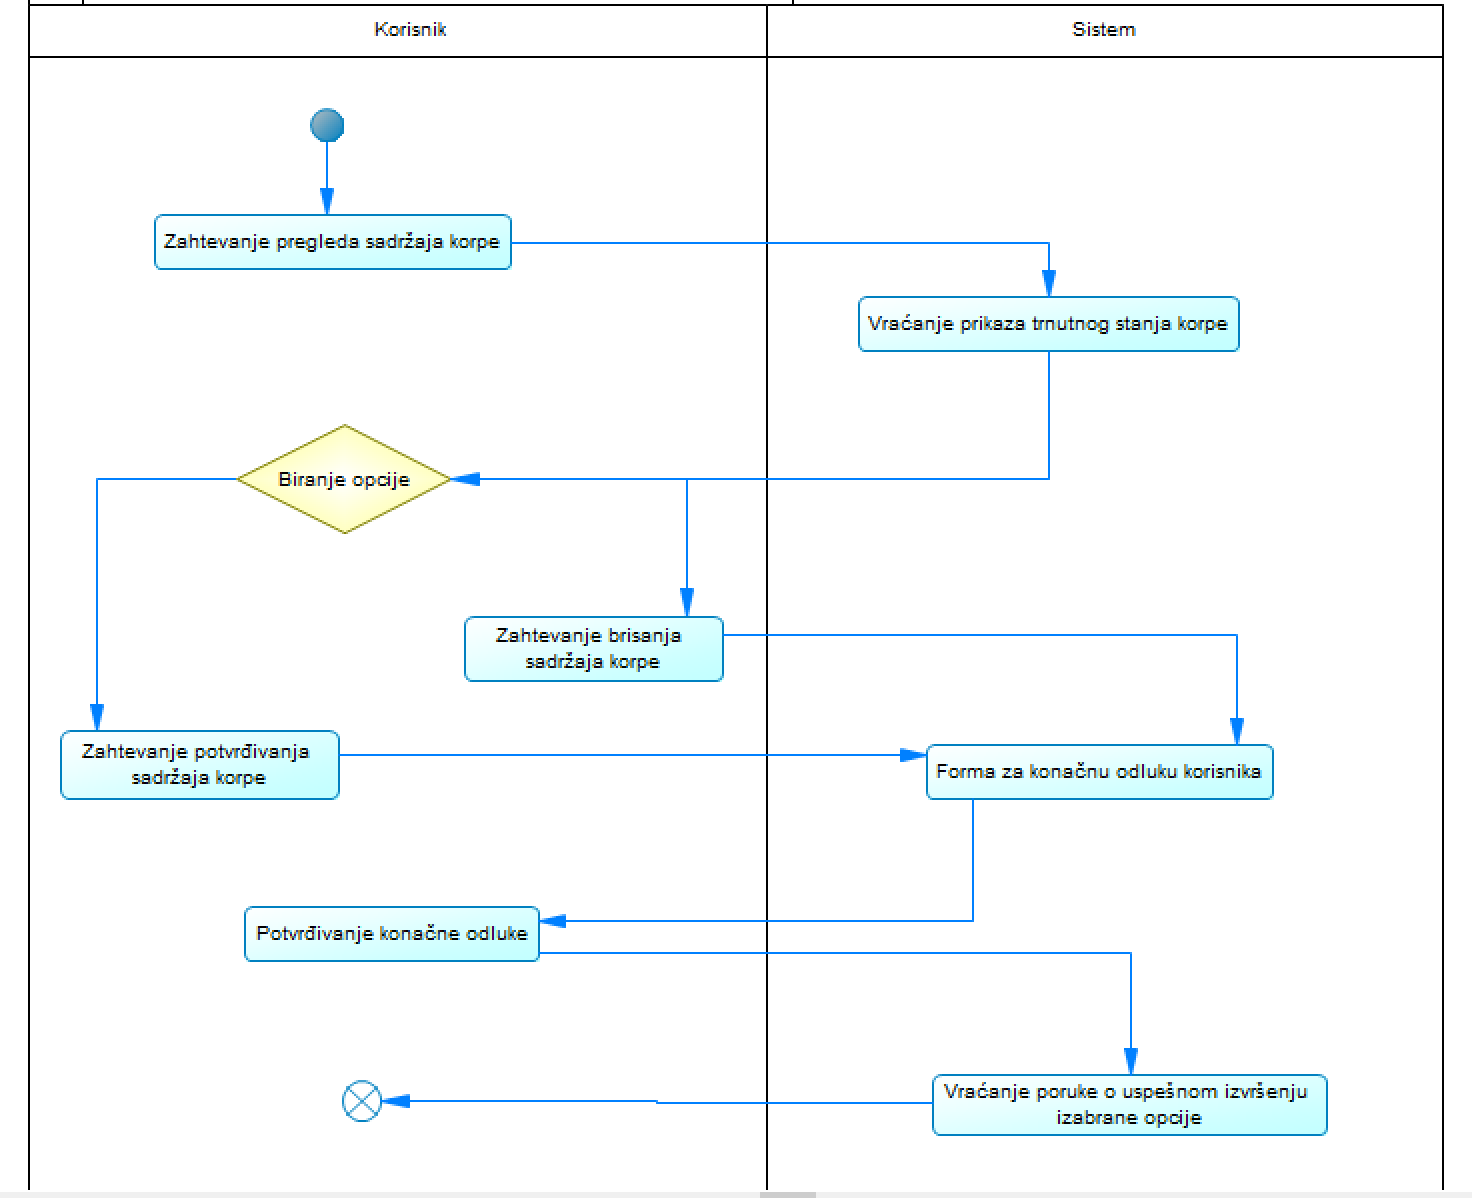 Korisnik
Sistem
Zahtevanje pregleda sadržaja korpe
Vraćanje prikaza trnutnog stanja korpe
Biranje opcije
Zahtevanje brisanja
sadržaja korpe
Zahtevanje potvrđivanja
sadržaja korpe
Forma za konačnu odluku korisnika
Potvrđivanje konačne odluke
Vraćanje poruke o uspešnom izvršenju
izabrane opcije